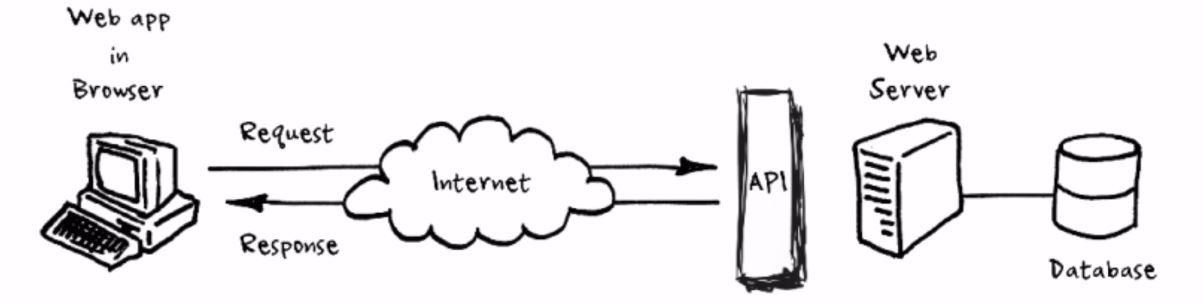 Web app
in
Browser
Request
Response
Internet
API
Web
Server
Database